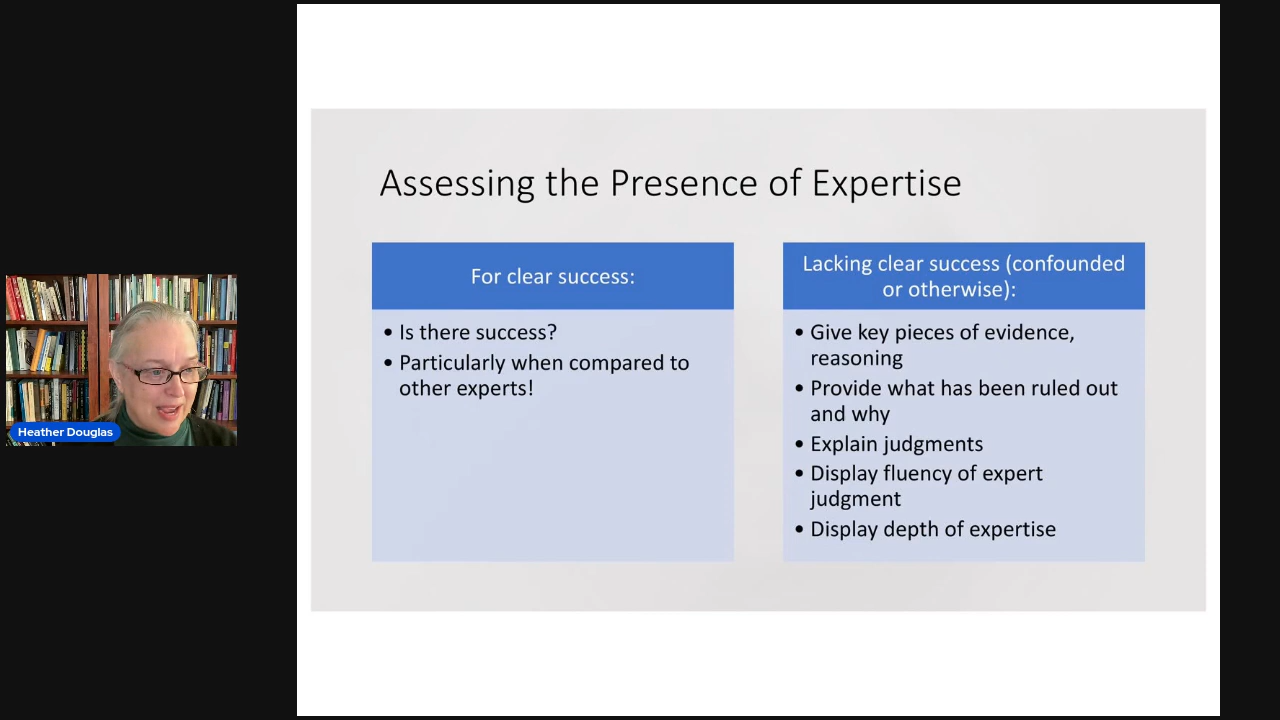 Assessing the Presence of Expertise
For clear success:
• Is there success?
• Particularly when compared to
other experts!
Lacking clear success (confounded
or otherwise):
• Give key pieces of evidence,
reasoning
• Provide what has been ruled out
and why
• Explain judgments
• Display fluency of expert
judgment
• Display depth of expertise
Heather Douglas